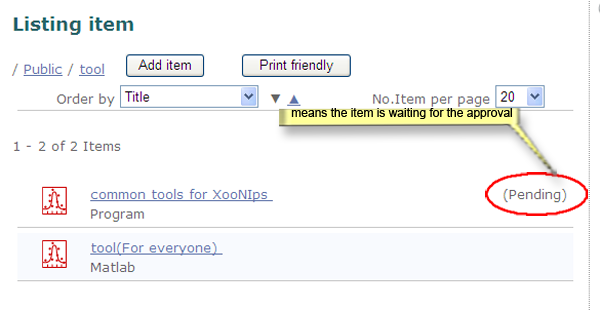 Listing item
/ Public / tool Add item Print friendly
Order by Title ▼ ▲ No.Item per page 20
means the item is waiting for the approval
1 - 2 of 2 Items
common tools for XooNIps (Pending)
Program
tool(For everyone)
Matlab